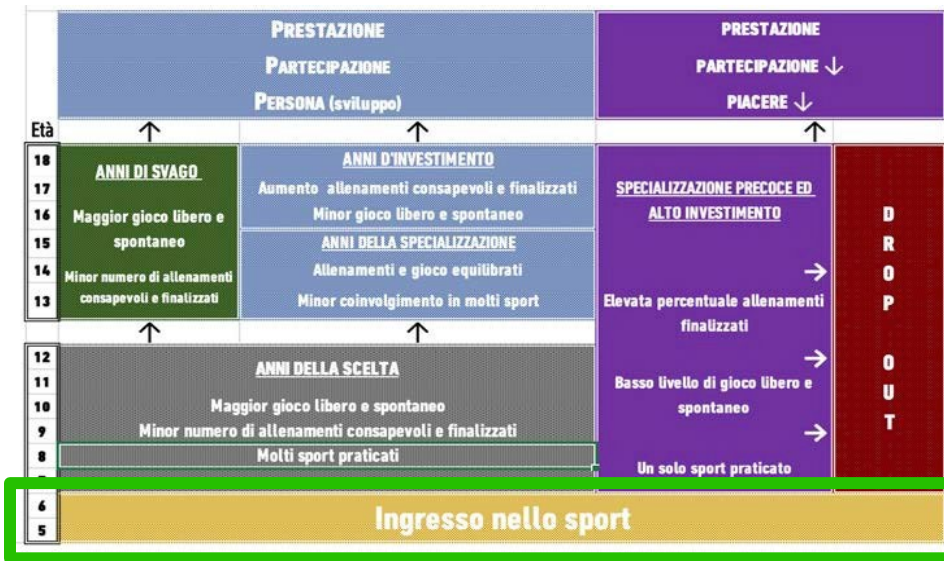 PRESTAZIONE
PARTECIPAZIONE
PERSONA (sviluppo)
PRESTAZIONE
PARTECIPAZIONE ↓
PIACERE ↓
Età
18
17
16
15
14
13
ANNI DI SVAGO
Maggior gioco libero e
spontaneo
Minor numero di allenamenti
consapevoli e finalizzati
ANNI D'INVESTIMENTO
Aumento allenamenti consapevoli e finalizzati
Minor gioco libero e spontaneo
ANNI DELLA SPECIALIZZAZIONE
Allenamenti e gioco equilibrati
Minor coinvolgimento in molti sport
SPECIALIZZAZIONE PRECOCE ED
ALTO INVESTIMENTO
Elevata percentuale allenamenti
finalizzati
Basso livello di gioco libero e
spontaneo
Un solo sport praticato
DROP OUT
12
11
10
9
8
ANNI DELLA SCELTA
Maggior gioco libero e spontaneo
Minor numero di allenamenti consapevoli e finalizzati
Molti sport praticati
6
5
Ingresso nello sport